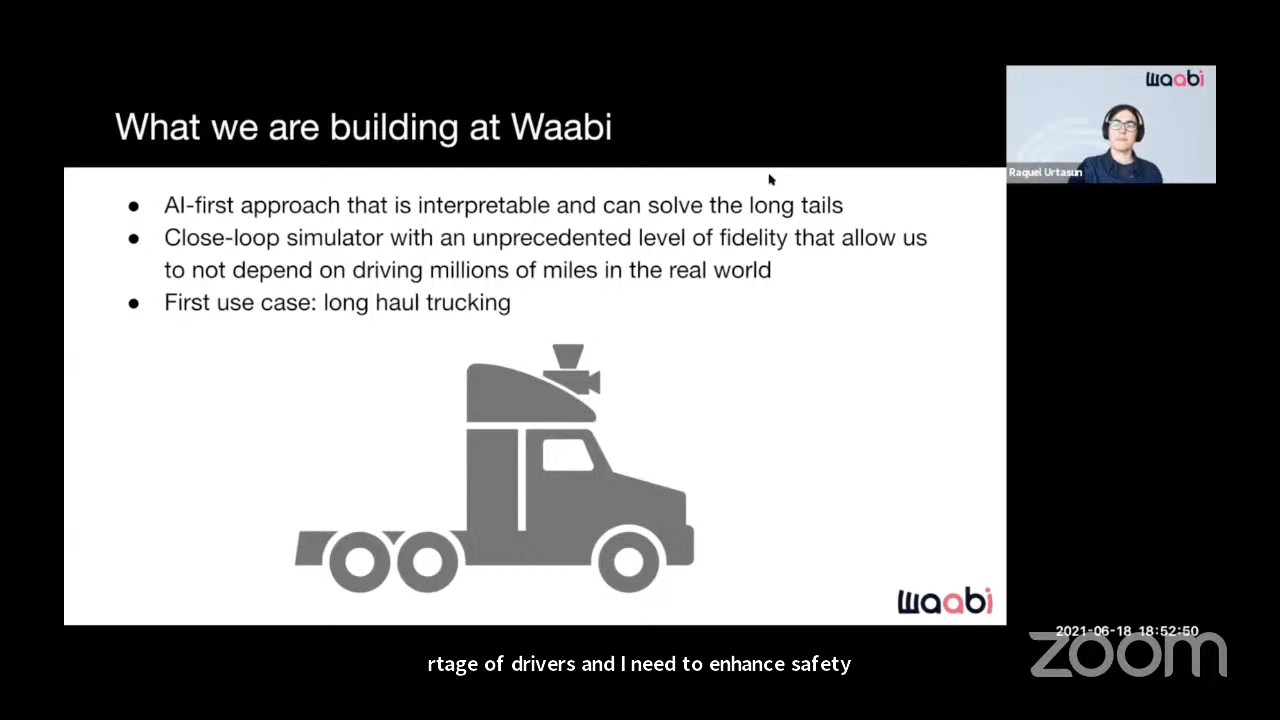 What we are building at Waabi
waabi
Raquel Urtasun
● AI-first approach that is interpretable and can solve the long tails
● Close-loop simulator with an unprecedented level of fidelity that allow us
to not depend on driving millions of miles in the real world
● First use case: long haul trucking
waabi
2021-06-18 18:52:50
zoom
rtage of drivers and I need to enhance safety